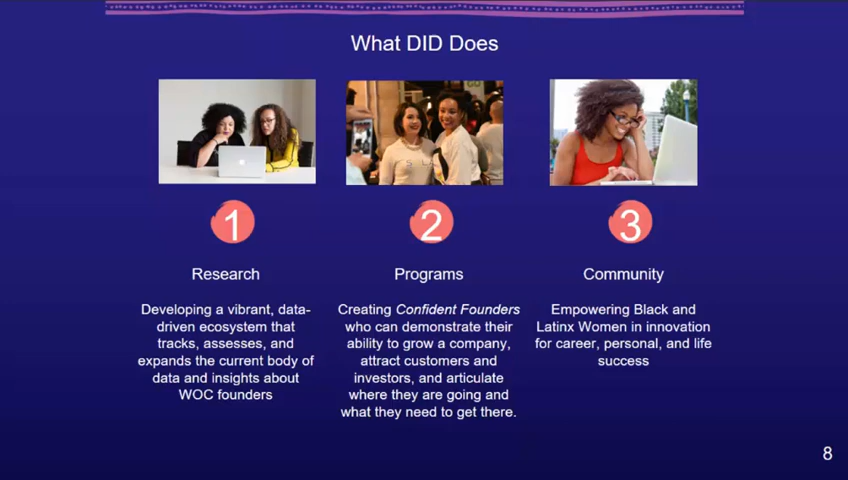 What DID Does
1
2
3
Research
Programs
Community
Developing a vibrant, data-
driven ecosystem that
tracks, assesses, and
expands the current body of
data and insights about
WOC founders
Creating Confident Founders
who can demonstrate their
ability to grow a company,
attract customers and
investors, and articulate
where they are going and
what they need to get there.
Empowering Black and
Latinx Women in innovation
for career, personal, and life
success
8